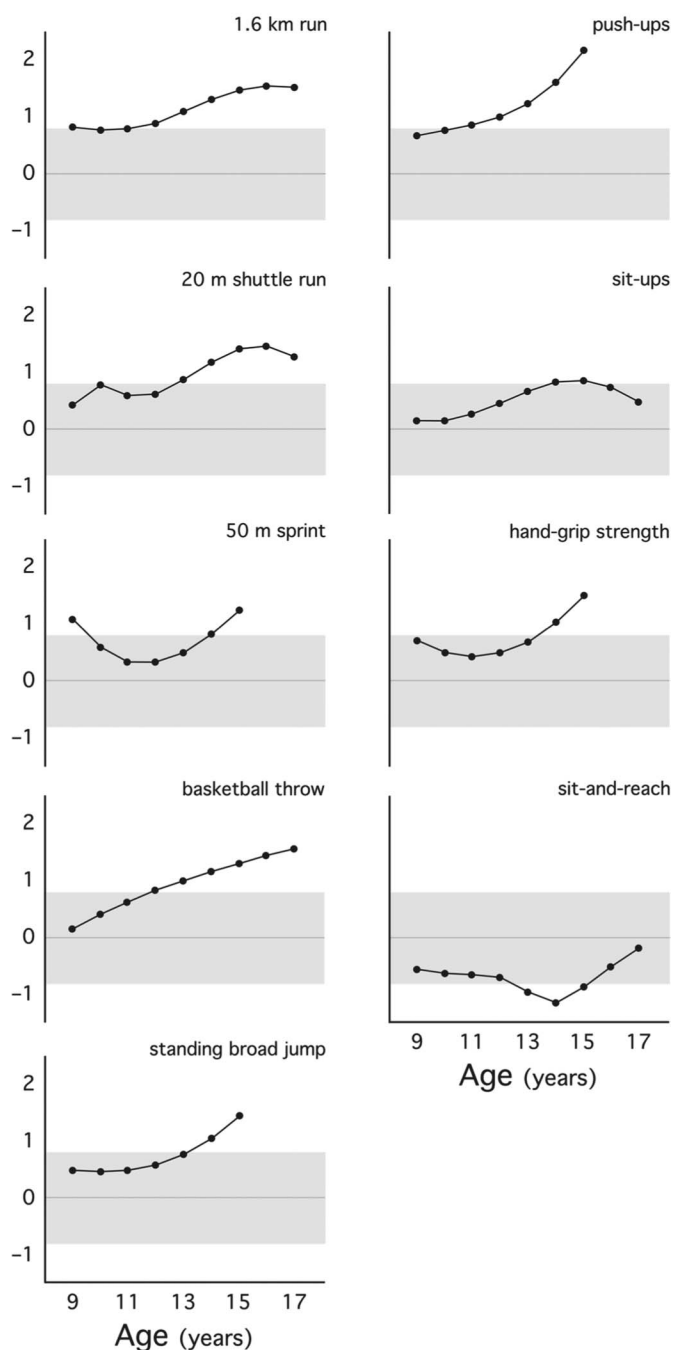 1.6 km run
2
1
0
−1
push-ups
20 m shuttle run
2
1
0
−1
sit-ups
50 m sprint
2
1
0
−1
hand-grip strength
basketball throw
2
1
0
−1
sit-and-reach
9 11 13 15 17
Age (years)
standing broad jump
2
1
0
−1
9 11 13 15 17
Age (years)